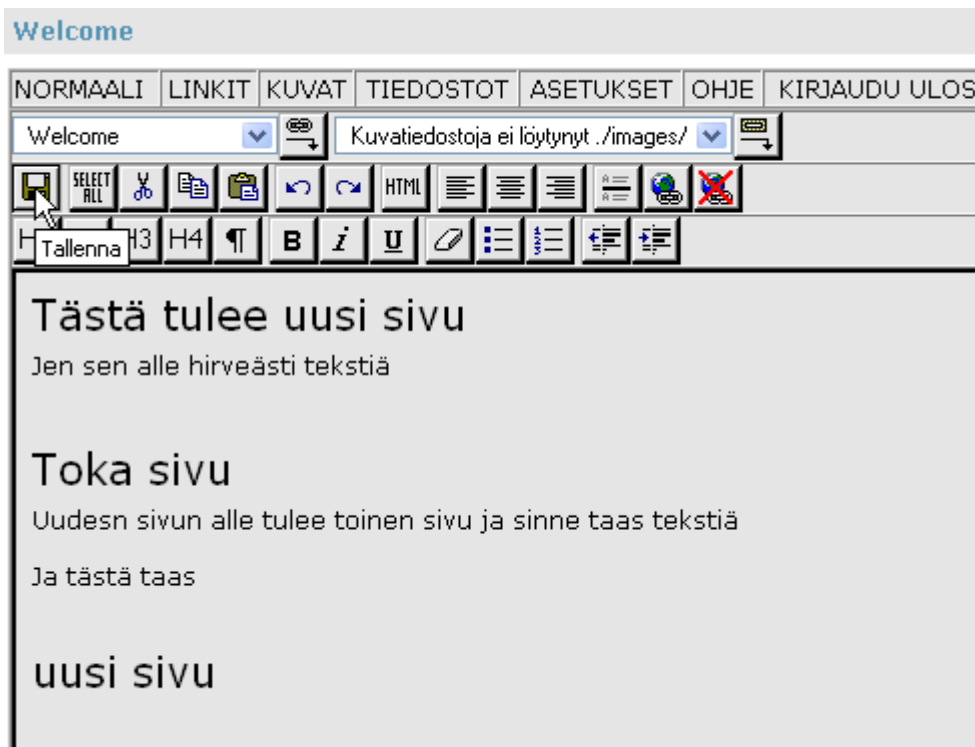 Welcome
NORMAALI LINKIT KUVAT TIEDOSTOT ASETUKSET OHJE KIRJAUDU ULOS
Welcome Kuvatiedostoja ei löytynyt ../images/
SELECT ALL HTML
H3 H4 ¶ B i U
Tallenna
Tästä tulee uusi sivu
Jen sen alle hirveästi tekstiä
Toka sivu
Uudesn sivun alle tulee toinen sivu ja sinne taas tekstiä
Ja tästä taas
uusi sivu